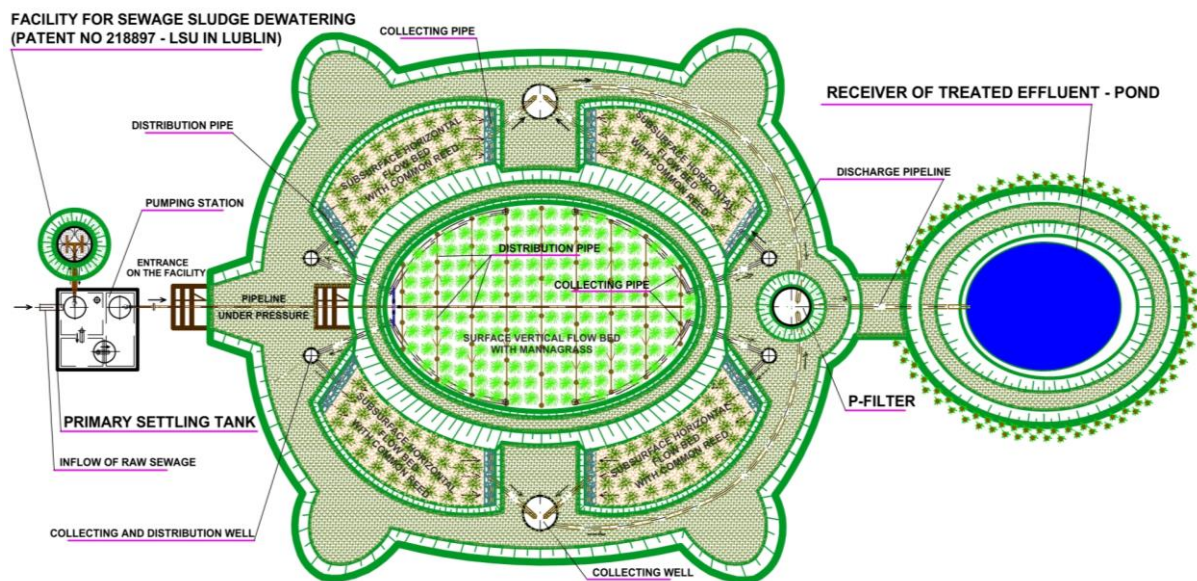 FACILITY FOR SEWAGE SLUDGE DEWATERING
(PATENT NO 218897 - LSU IN LUBLIN)
COLLECTING PIPE
RECEIVER OF TREATED EFFLUENT - POND
DISTRIBUTION PIPE
DISCHARGE PIPELINE
PUMPING STATION
SUBSURFACE HORIZONTAL
FLOW BED
WITH COMMON REED
SUBSURFACE HORIZONTAL
FLOW BED
WITH COMMON REED
ENTRANCE
ON THE FACILITY
PIPELINE
UNDER PRESSURE
DISTRIBUTION PIPE
COLLECTING PIPE
SURFACE VERTICAL FLOW BED
WITH MANNAGRASS
P-FILTER
PRIMARY SETTLING TANK
INFLOW OF RAW SEWAGE
SUBSURFACE HORIZONTAL
FLOW BED
WITH COMMON REED
SUBSURFACE HORIZONTAL
FLOW BED
WITH COMMON REED
COLLECTING AND DISTRIBUTION WELL
COLLECTING WELL